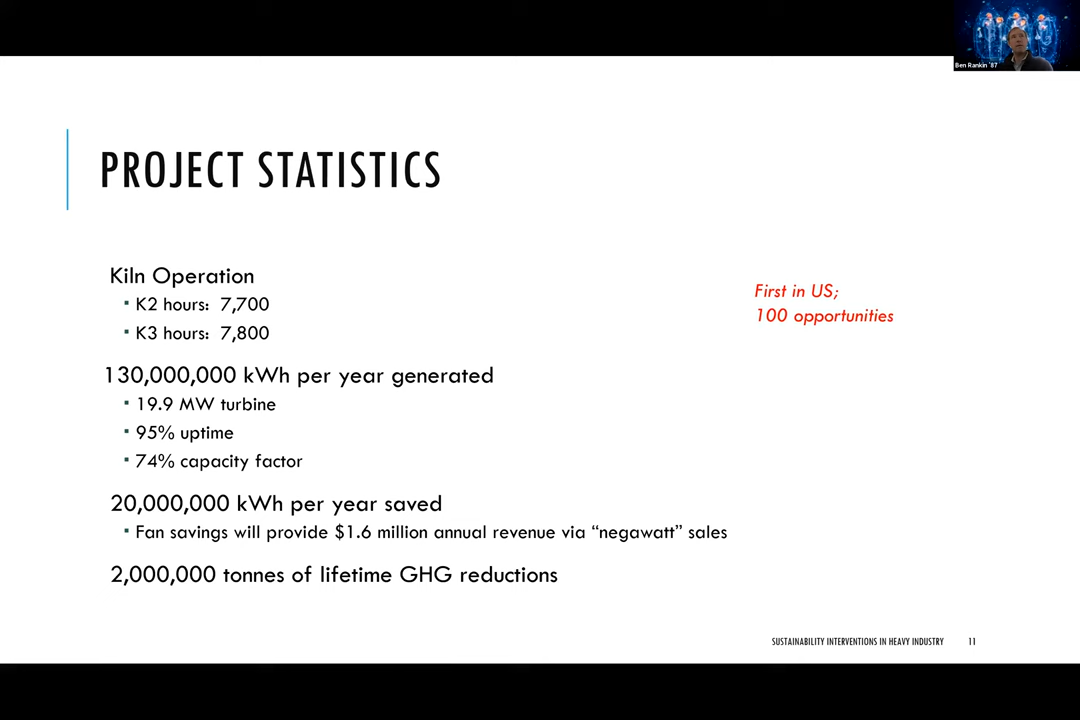 Ben Rankin '87
PROJECT STATISTICS
Kiln Operation
▪ K2 hours: 7,700
▪ K3 hours: 7,800
First in US;
100 opportunities
130,000,000 kWh per year generated
▪ 19.9 MW turbine
▪ 95% uptime
▪ 74% capacity factor
20,000,000 kWh per year saved
▪ Fan savings will provide $1.6 million annual revenue via “negawatt” sales
2,000,000 tonnes of lifetime GHG reductions
SUSTAINABILITY INTERVENTIONS IN HEAVY INDUSTRY 11